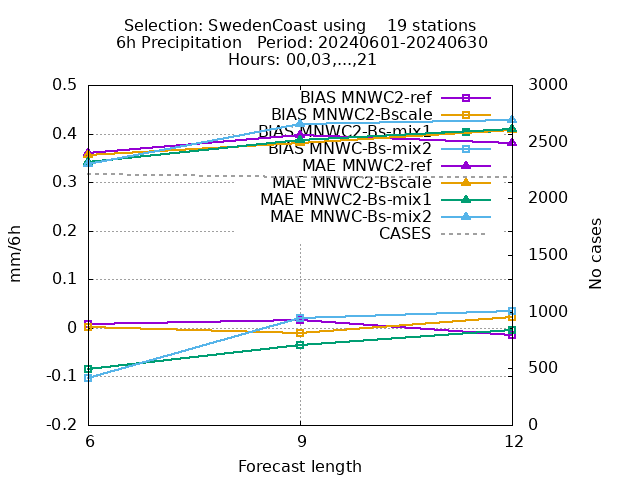 Selection: SwedenCoast using 19 stations
6h Precipitation Period: 20240601-20240630
Hours: 00,03,...,21
0.5
0.4
0.3
0.2
0.1
0
-0.1
-0.2
mm/6h
3000
2500
2000
1500
1000
500
0
No cases
BIAS MNWC2-ref
BIAS MNWC2-Bscale
BIAS MNWC2-Bs-mix1
BIAS MNWC-Bs-mix2
MAE MNWC2-ref
MAE MNWC2-Bscale
MAE MNWC2-Bs-mix1
MAE MNWC-Bs-mix2
CASES
6 9 12
Forecast length